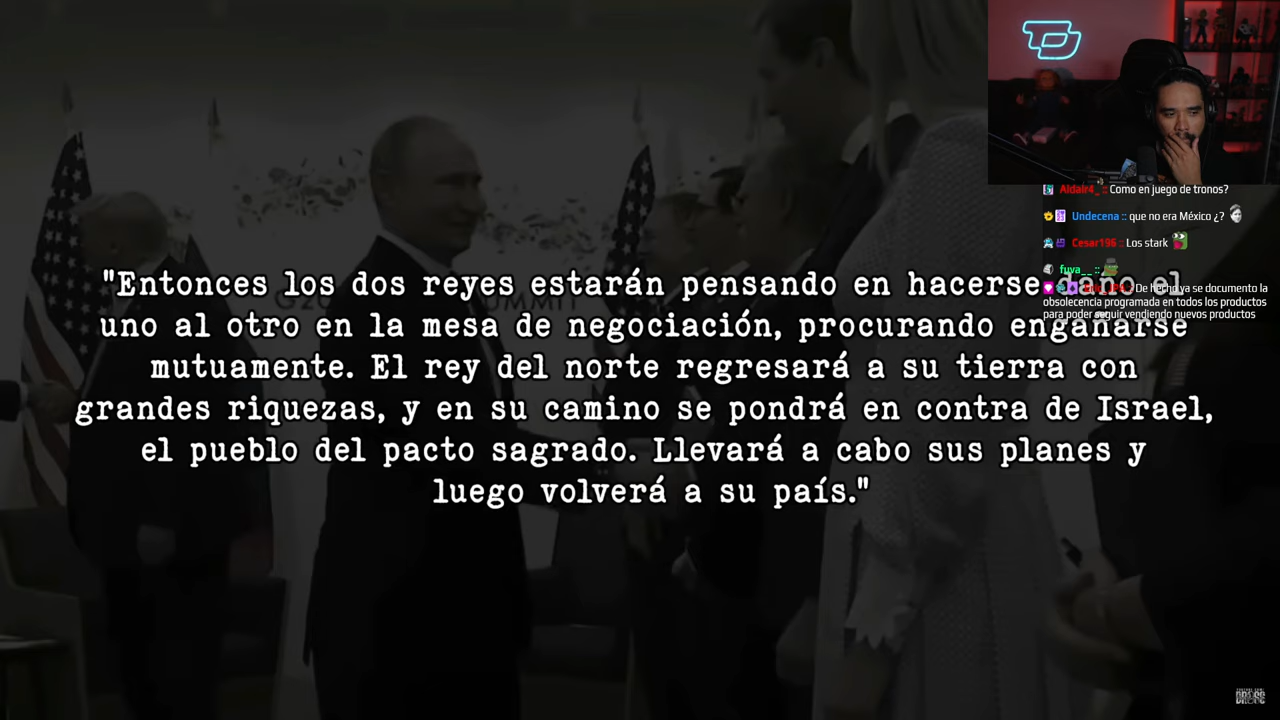 Aldair4_ :: Como en juego de tronos?
Undecena :: que no era México ¿?
Cesar196 :: Los stark
fuva__ ::
De hecho ya se documento la
obsolecencia programada en todos los productos
para poder seguir vendiendo nuevos productos
"Entonces los dos reyes estarán pensando en hacerse daño el
uno al otro en la mesa de negociación, procurando engañarse
mutuamente. El rey del norte regresará a su tierra con
grandes riquezas, y en su camino se pondrá en contra de Israel,
el pueblo del pacto sagrado. Llevará a cabo sus planes y
luego volverá a su país."